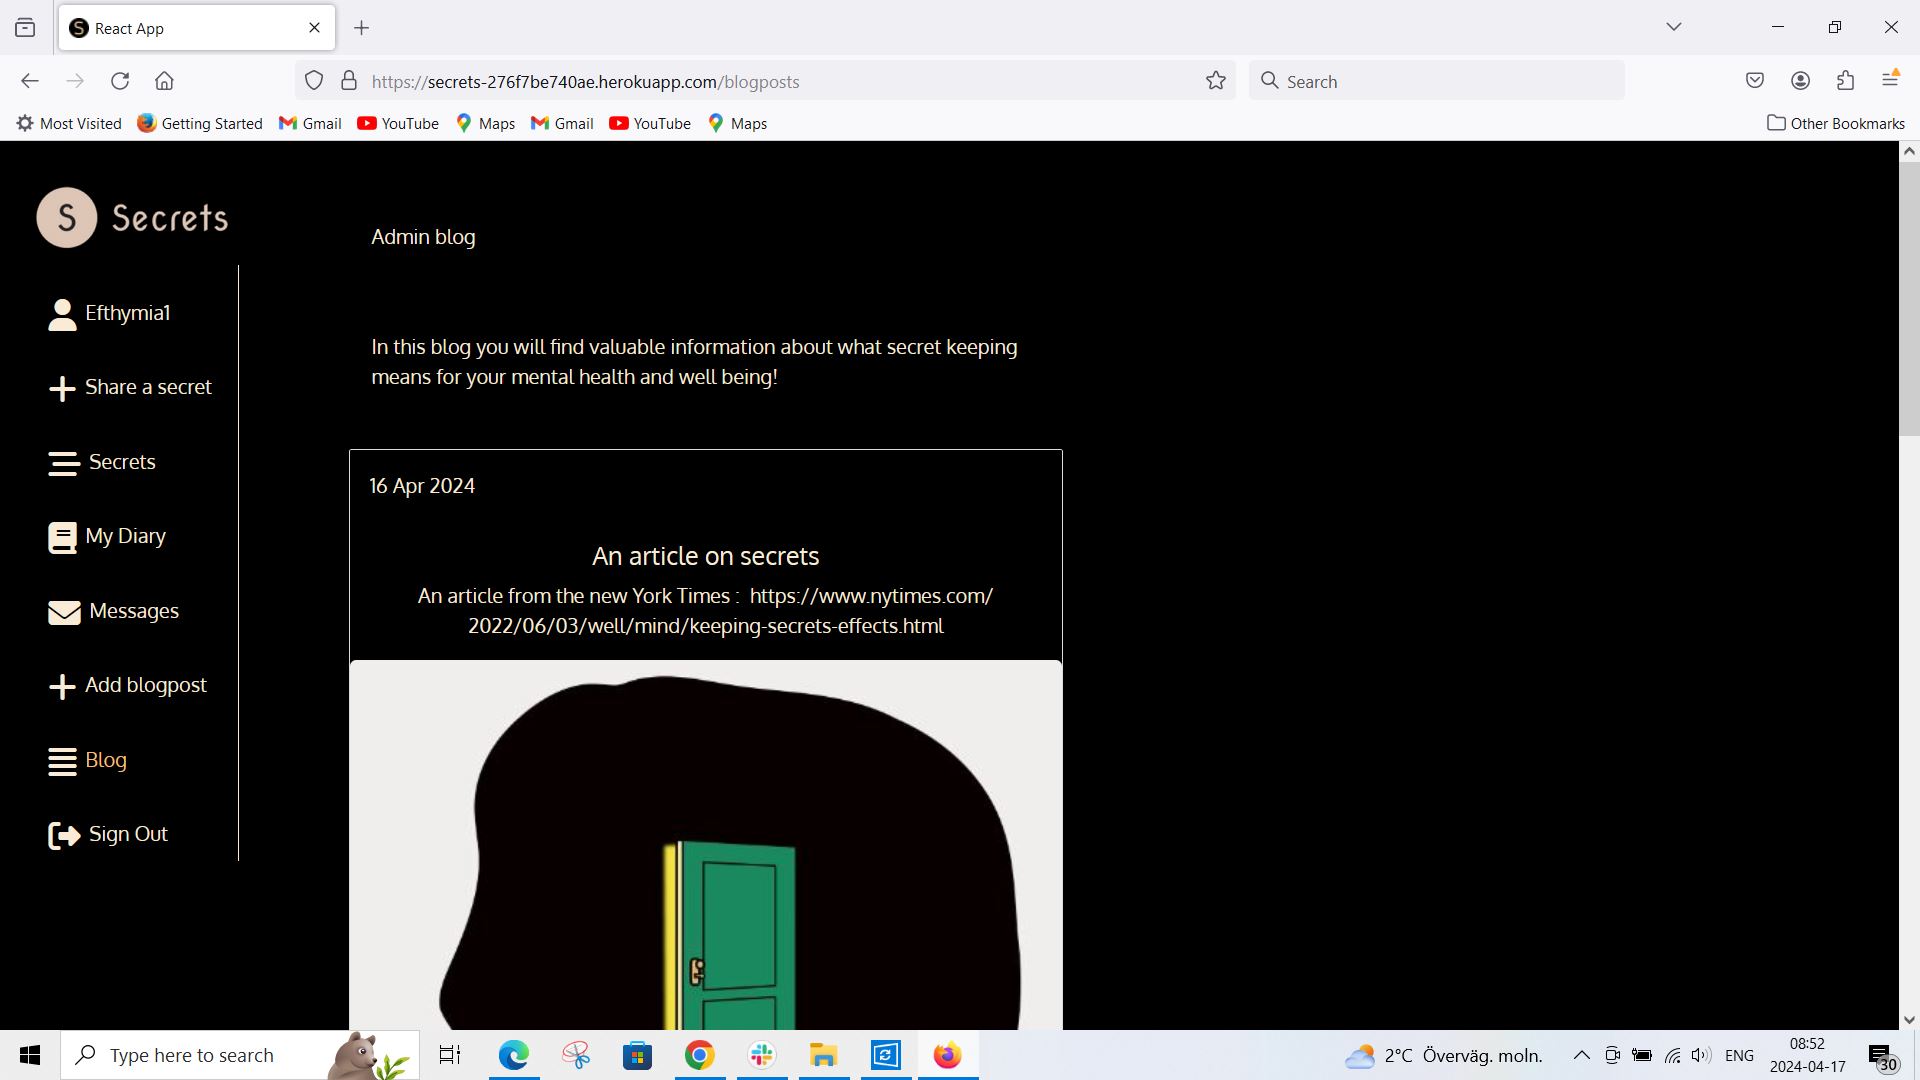 React App
https://secrets-276f7be740ae.herokuapp.com/blogposts
Search
Most Visited
Getting Started
Gmail
YouTube
Maps
Gmail
YouTube
Maps
Other Bookmarks
S Secrets
Efthymia1
Share a secret
Secrets
My Diary
Messages
Add blogpost
Blog
Sign Out
Admin blog
In this blog you will find valuable information about what secret keeping
means for your mental health and well being!
16 Apr 2024
An article on secrets
An article from the new York Times : https://www.nytimes.com/
2022/06/03/well/mind/keeping-secrets-effects.html
Type here to search
2°C Överväg. moln.
ENG
08:52
2024-04-17
30